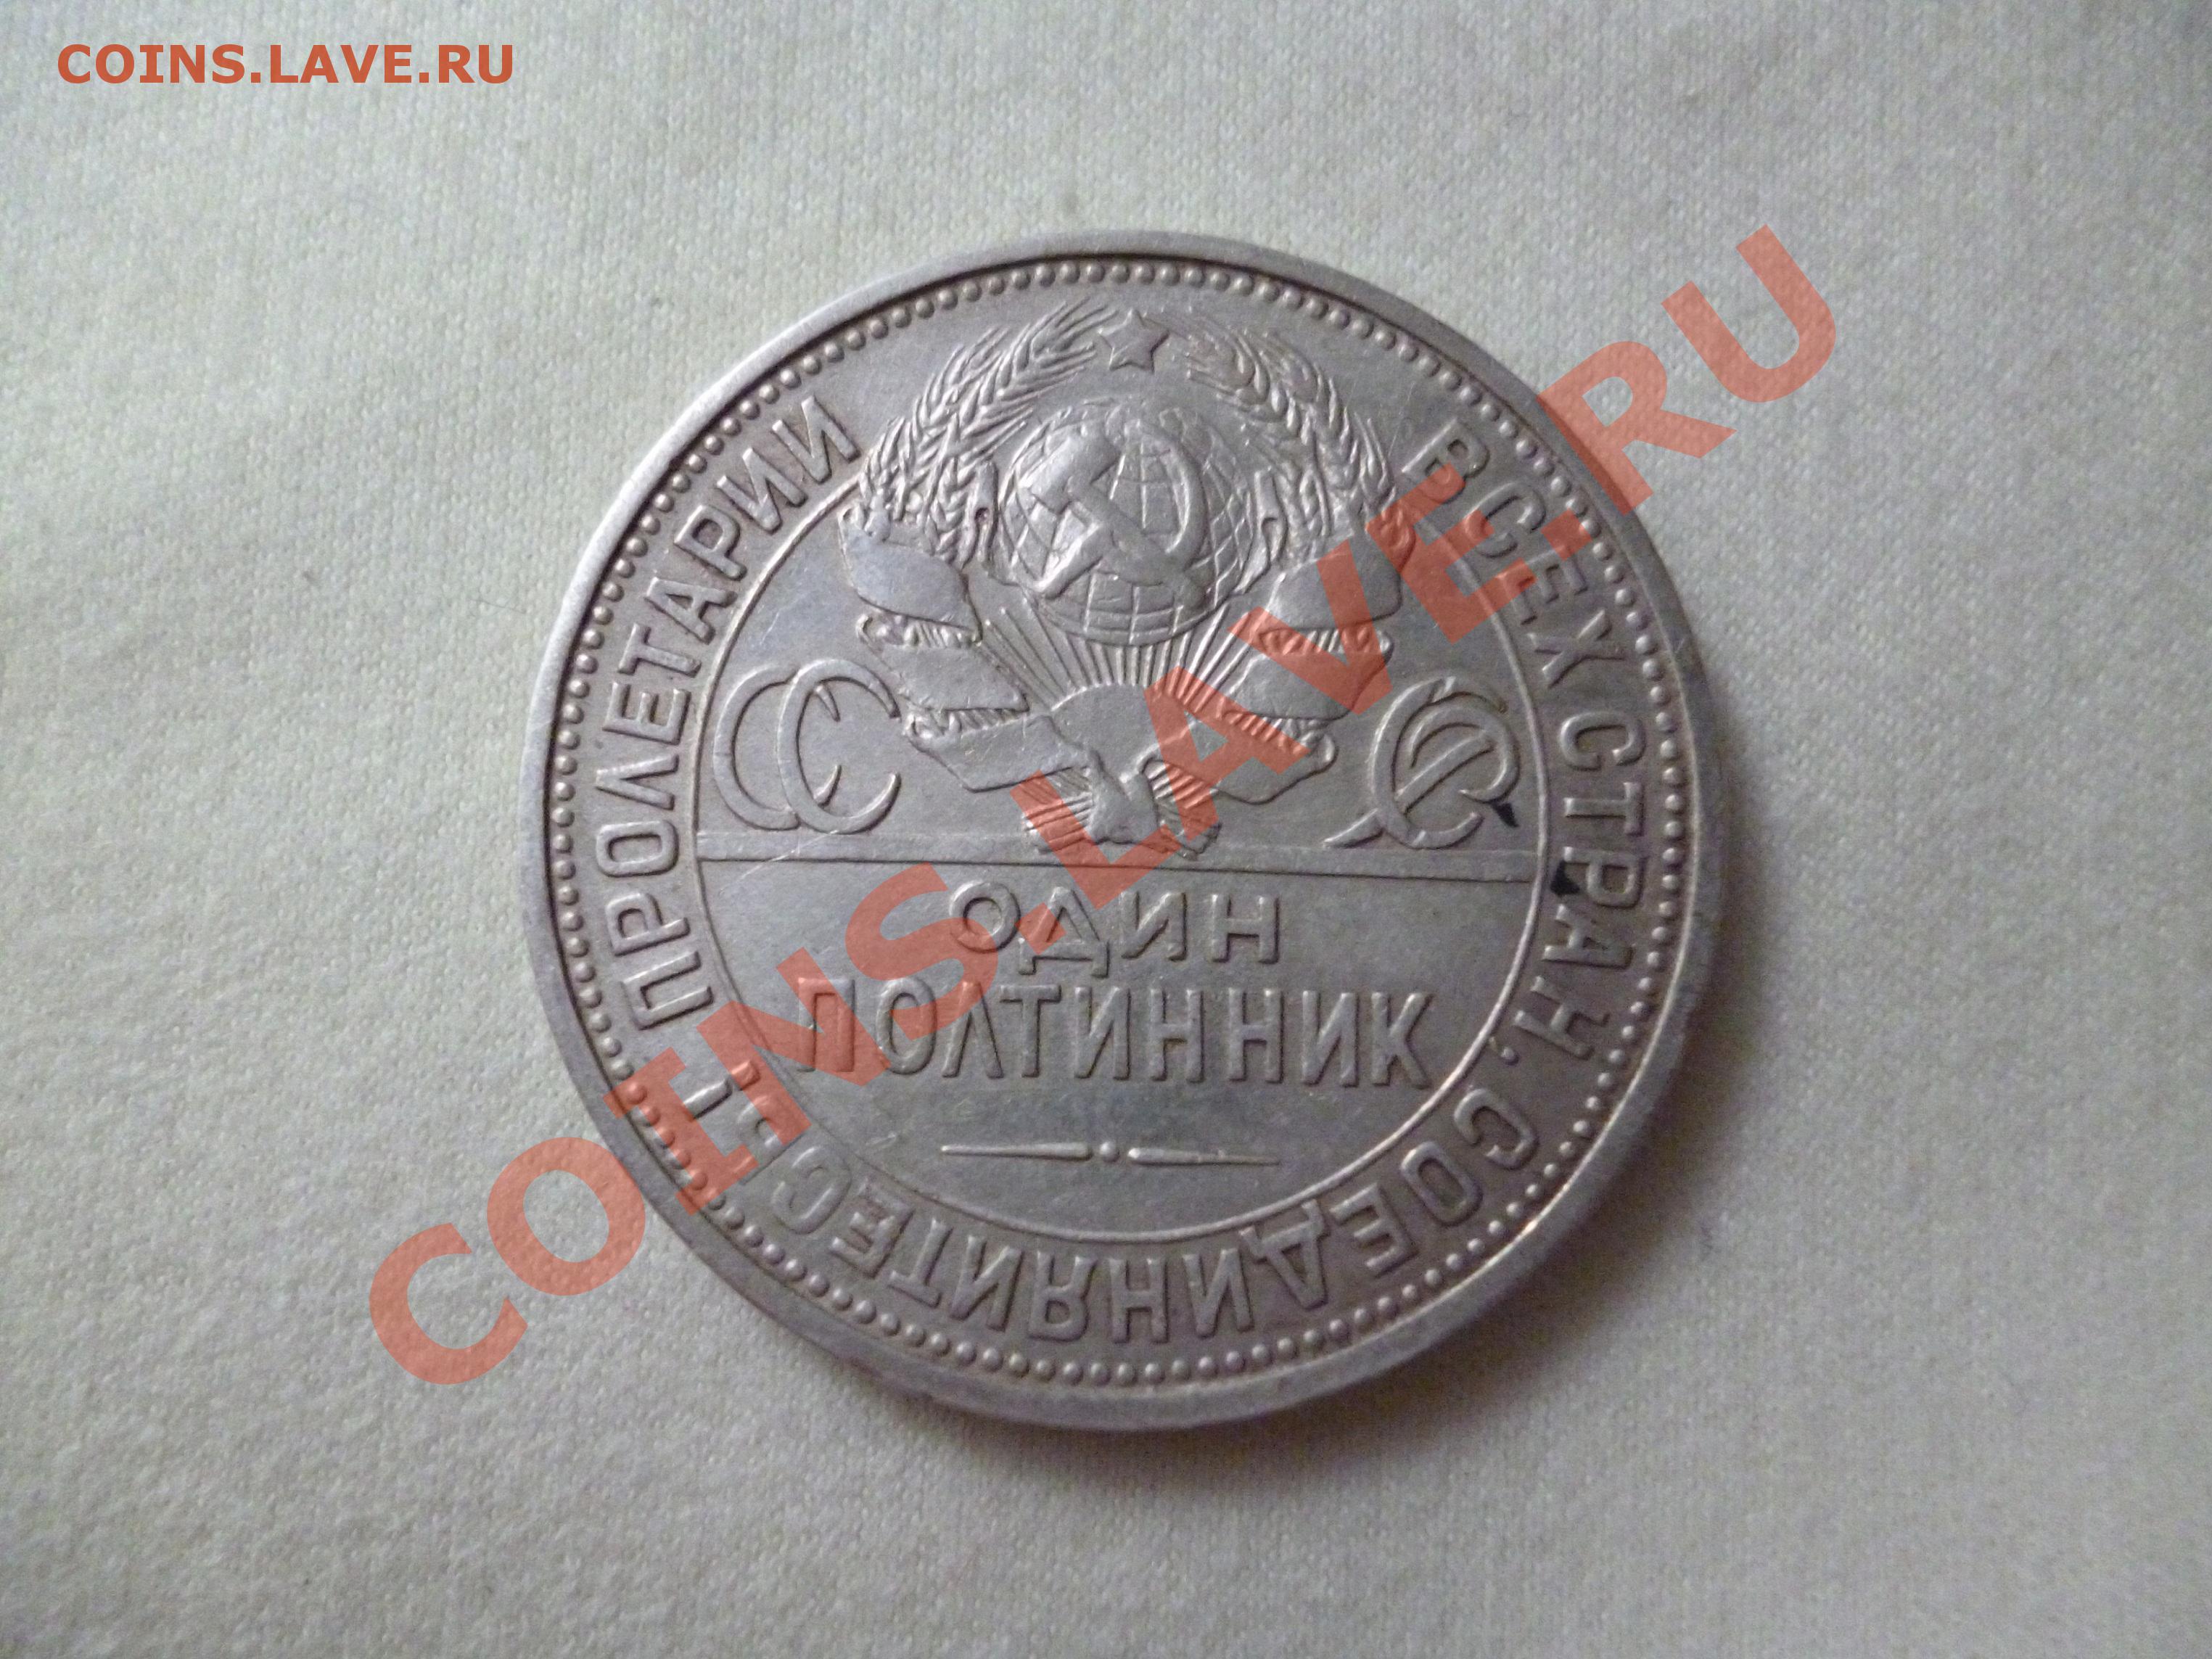 COINS.LAVE.RU
ПРОЛЕТАРИИ ВСЕХ СТРАН, СОЕДИНЯЙТЕСЬ!
СССР
ОДИН
ПОЛТИННИК
COINS.LAVE.RU